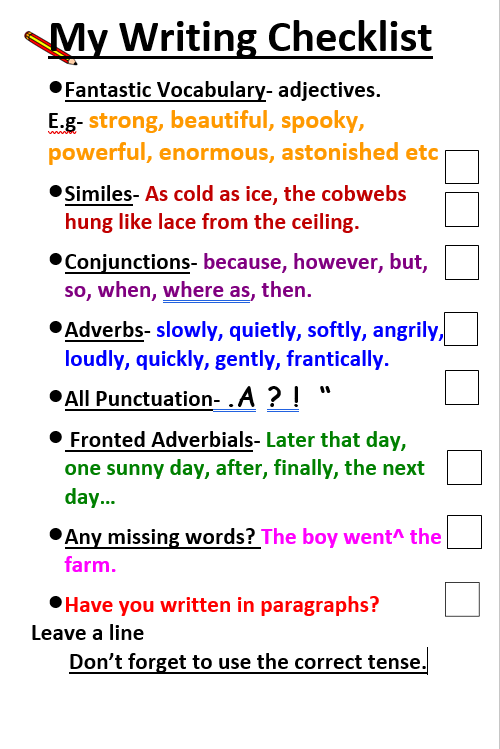 My Writing Checklist
●Fantastic Vocabulary- adjectives.
E.g- strong, beautiful, spooky,
powerful, enormous, astonished etc
●Similes- As cold as ice, the cobwebs
hung like lace from the ceiling.
●Conjunctions- because, however, but,
so, when, where as, then.
●Adverbs- slowly, quietly, softly, angrily,
loudly, quickly, gently, frantically.
●All Punctuation- .A ? ! “
● Fronted Adverbials- Later that day,
one sunny day, after, finally, the next
day…
●Any missing words? The boy went^ the
farm.
●Have you written in paragraphs?
Leave a line
Don’t forget to use the correct tense.